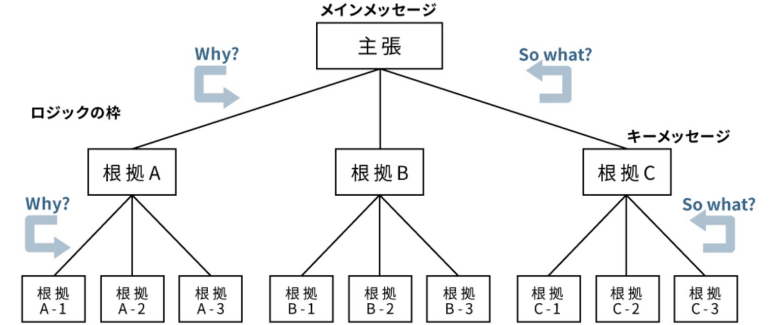 メインメッセージ
主張
Why?
So what?
ロジックの枠
キーメッセージ
根拠A
根拠B
根拠C
Why?
So what?
根拠
A-1
根拠
A-2
根拠
A-3
根拠
B-1
根拠
B-2
根拠
B-3
根拠
C-1
根拠
C-2
根拠
C-3